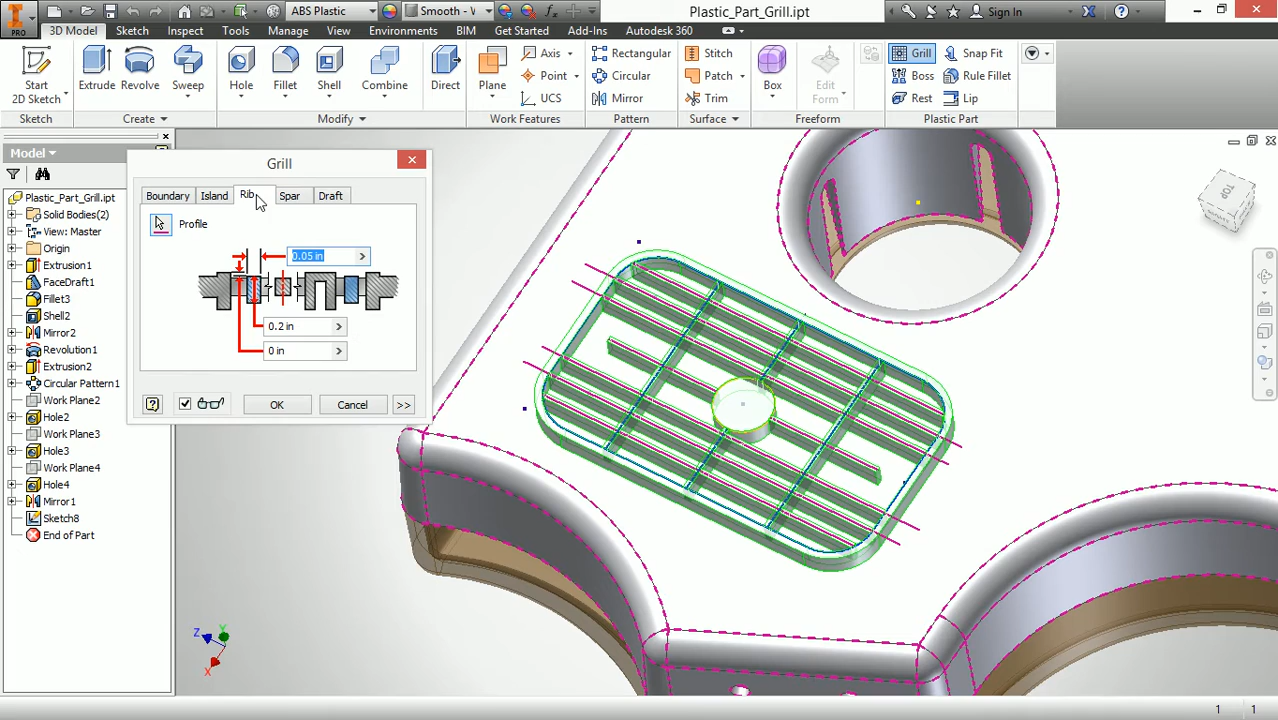 ABS Plastic
Smooth - V
Plastic_Part_Grill.ipt
Sign In
PRO
3D Model
Sketch
Inspect
Tools
Manage
View
Environments
BIM
Get Started
Add-Ins
Autodesk 360
Start
2D Sketch
Extrude
Revolve
Sweep
Hole
Fillet
Shell
Combine
Direct
Plane
Axis
Point
UCS
Rectangular
Circular
Mirror
Stitch
Patch
Trim
Box
Edit
Form
Grill
Boss
Rest
Snap Fit
Rule Fillet
Lip
Sketch
Create
Modify
Work Features
Pattern
Surface
Freeform
Plastic Part
Model
Plastic_Part_Grill.ipt
Solid Bodies(2)
View: Master
Origin
Extrusion1
FaceDraft1
Fillet3
Shell2
Mirror2
Revolution1
Extrusion2
Circular Pattern1
Work Plane2
Hole2
Work Plane3
Hole3
Work Plane4
Hole4
Mirror1
Sketch8
End of Part
Grill
Boundary
Island
Rib
Spar
Draft
Profile
0.05 in
0.2 in
0 in
OK
Cancel
>>
TOP
Z
Y
X
1
1